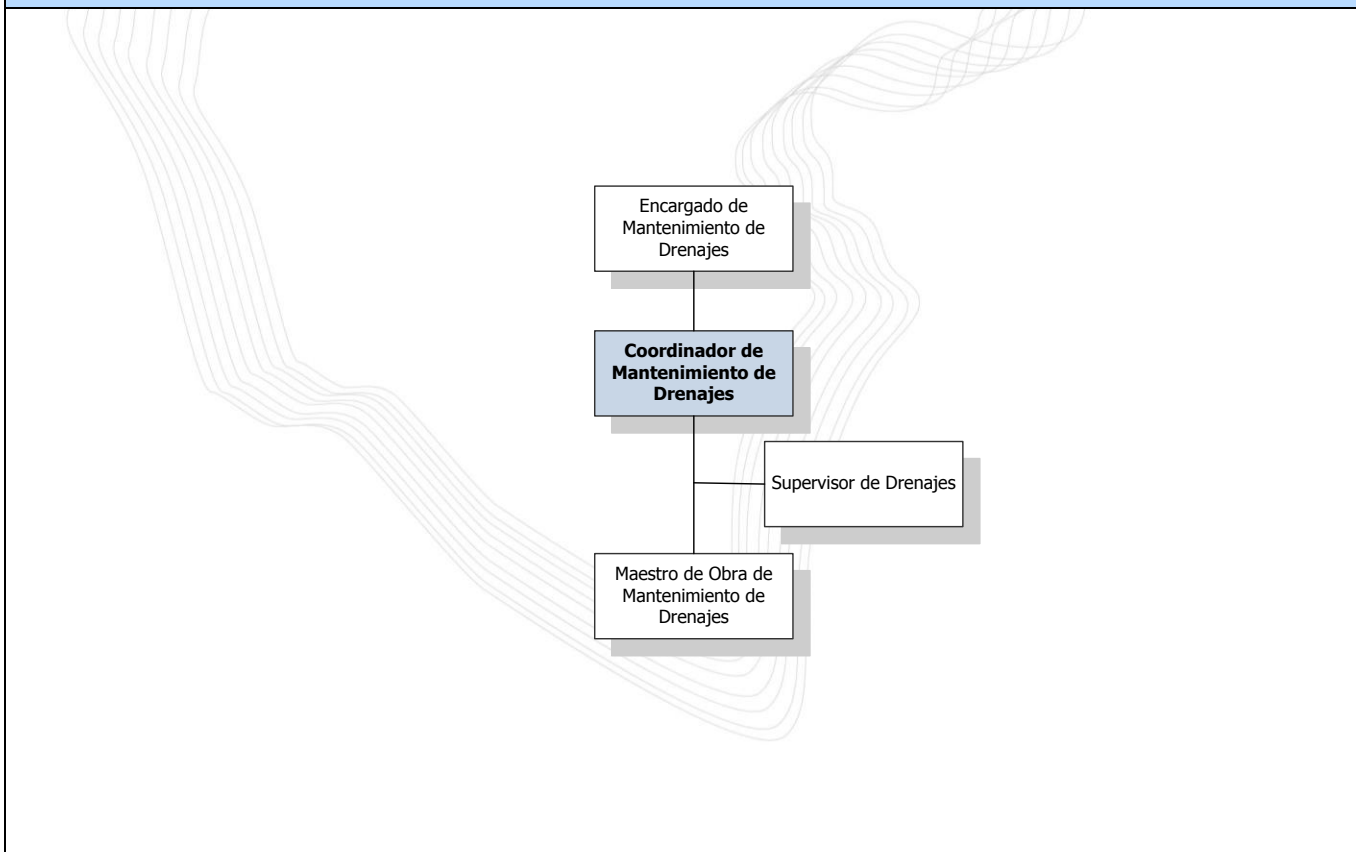 Encargado de
Mantenimiento de
Drenajes
Coordinador de
Mantenimiento de
Drenajes
Supervisor de Drenajes
Maestro de Obra de
Mantenimiento de
Drenajes